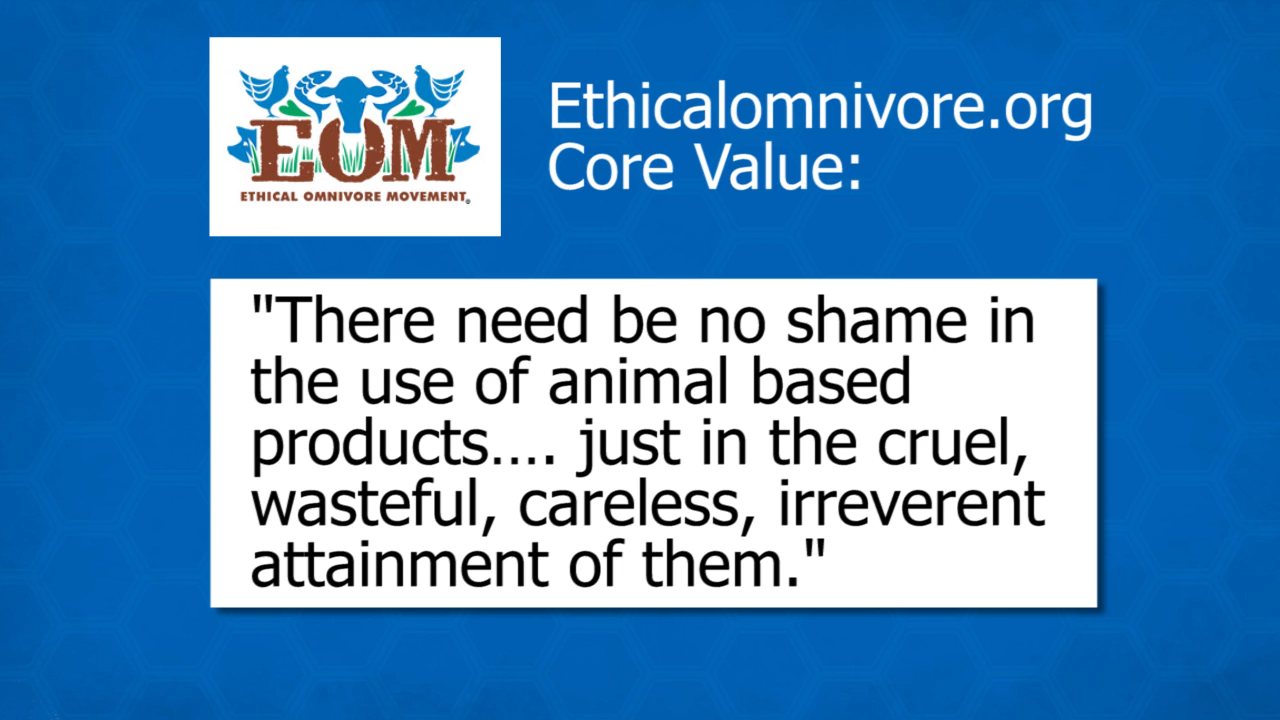 EOM
ETHICAL OMNIVORE MOVEMENT®
Ethicalomnivore.org
Core Value:
"There need be no shame in
the use of animal based
products.... just in the cruel,
wasteful, careless, irreverent
attainment of them."